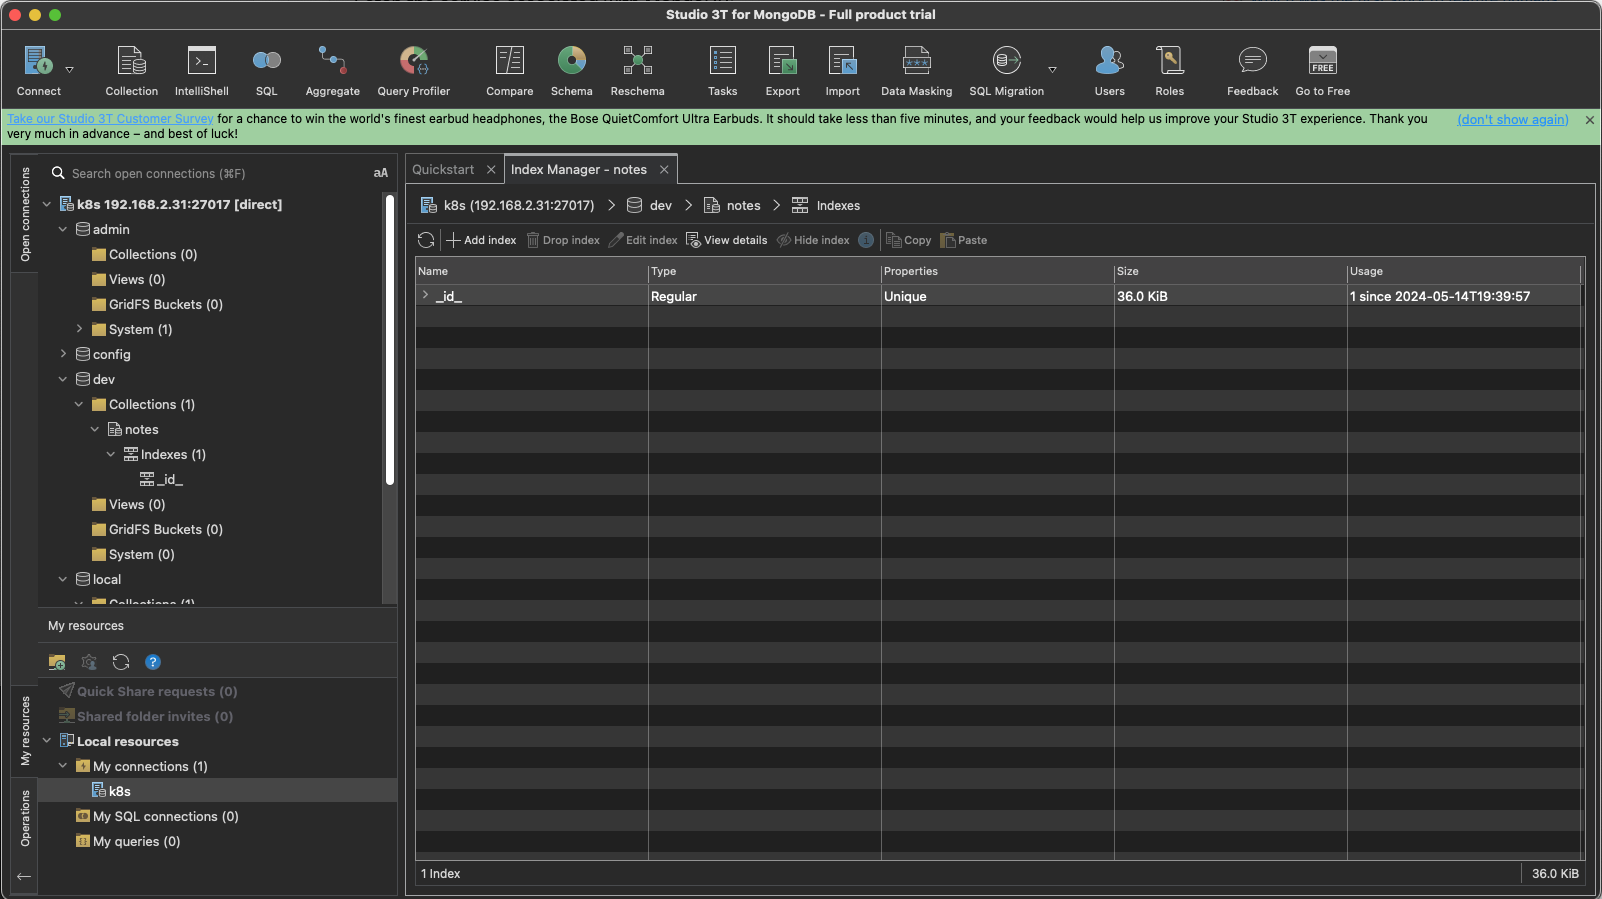 Studio 3T for MongoDB - Full product trial
Connect
Collection
IntelliShell
SQL
Aggregate
Query Profiler
Compare
Schema
Reschema
Tasks
Export
Import
Data Masking
SQL Migration
Users
Roles
Feedback
FREE
Go to Free
Take our Studio 3T Customer Survey for a chance to win the world's finest earbud headphones, the Bose QuietComfort Ultra Earbuds. It should take less than five minutes, and your feedback would help us improve your Studio 3T experience. Thank you
very much in advance – and best of luck!
(don't show again)
Open connections
Search open connections (⌘F)
aA
k8s 192.168.2.31:27017 [direct]
admin
Collections (0)
Views (0)
GridFS Buckets (0)
System (1)
config
dev
Collections (1)
notes
Indexes (1)
_id_
Views (0)
GridFS Buckets (0)
System (0)
local
Collections (1)
My resources
My resources
Operations
Quick Share requests (0)
Shared folder invites (0)
Local resources
My connections (1)
k8s
My SQL connections (0)
My queries (0)
Quickstart
Index Manager - notes
k8s (192.168.2.31:27017)
dev
notes
Indexes
Add index
Drop index
Edit index
View details
Hide index
Copy
Paste
Name
Type
Properties
Size
Usage
_id_
Regular
Unique
36.0 KiB
1 since 2024-05-14T19:39:57
1 Index
36.0 KiB